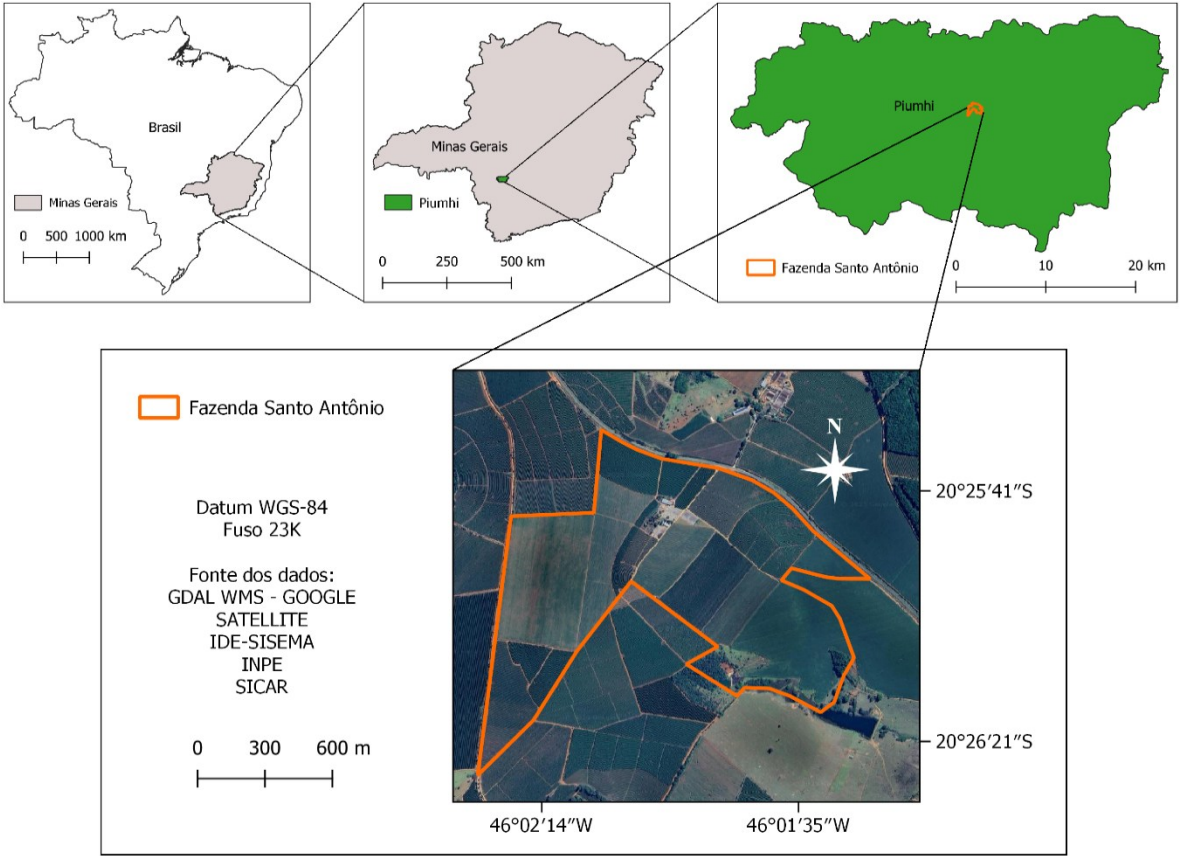 Brasil
Minas Gerais
0 500 1000 km
Minas Gerais
Piumhi
0 250 500 km
Piumhi
Fazenda Santo Antônio
0 10 20 km
Fazenda Santo Antônio
Datum WGS-84
Fuso 23K
Fonte dos dados:
GDAL WMS - GOOGLE
SATELLITE
IDE-SISEMA
INPE
SICAR
0 300 600 m
N
20°25′41″S
20°26′21″S
46°02′14″W
46°01′35″W